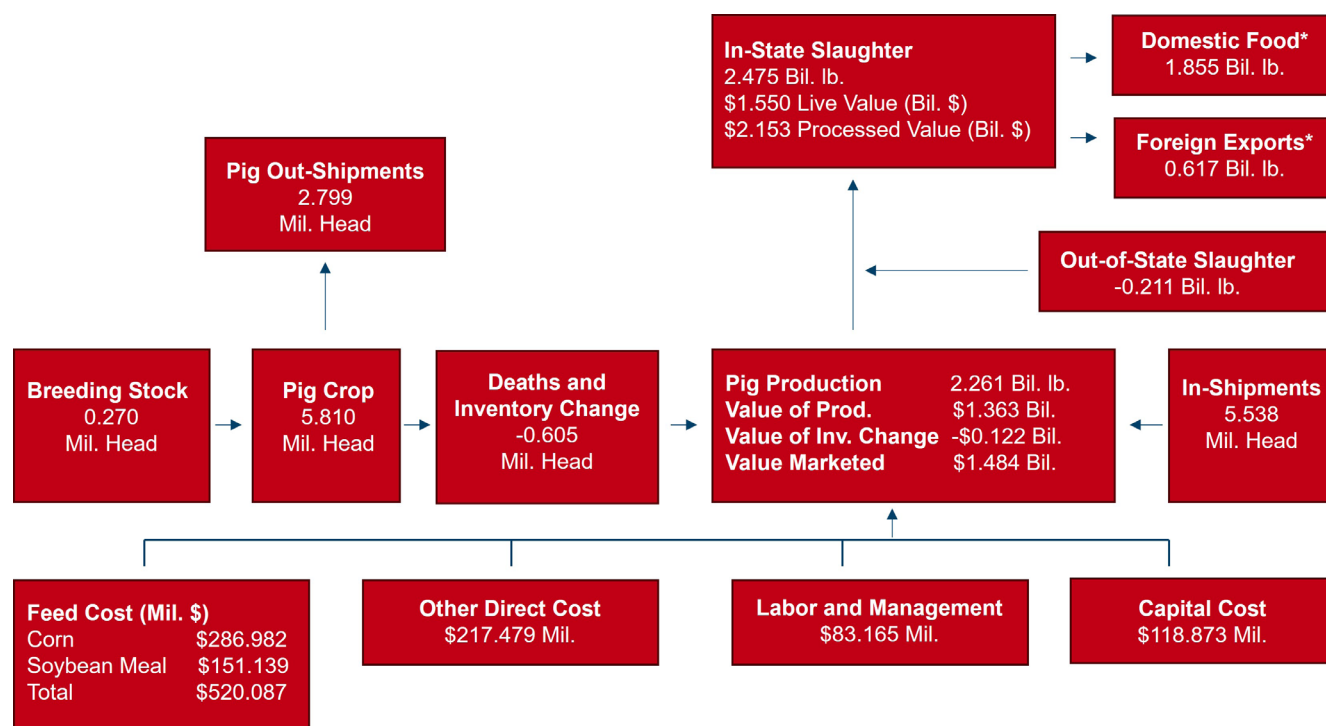 In-State Slaughter
2.475 Bil. lb.
$1.550 Live Value (Bil. $)
$2.153 Processed Value (Bil. $)
Domestic Food*
1.855 Bil. lb.
Foreign Exports*
0.617 Bil. lb.
Pig Out-Shipments
2.799
Mil. Head
Out-of-State Slaughter
-0.211 Bil. lb.
Breeding Stock
0.270
Mil. Head
Pig Crop
5.810
Mil. Head
Deaths and
Inventory Change
-0.605
Mil. Head
Pig Production 2.261 Bil. lb.
Value of Prod. $1.363 Bil.
Value of Inv. Change -$0.122 Bil.
Value Marketed $1.484 Bil.
In-Shipments
5.538
Mil. Head
Feed Cost (Mil. $)
Corn $286.982
Soybean Meal $151.139
Total $520.087
Other Direct Cost
$217.479 Mil.
Labor and Management
$83.165 Mil.
Capital Cost
$118.873 Mil.